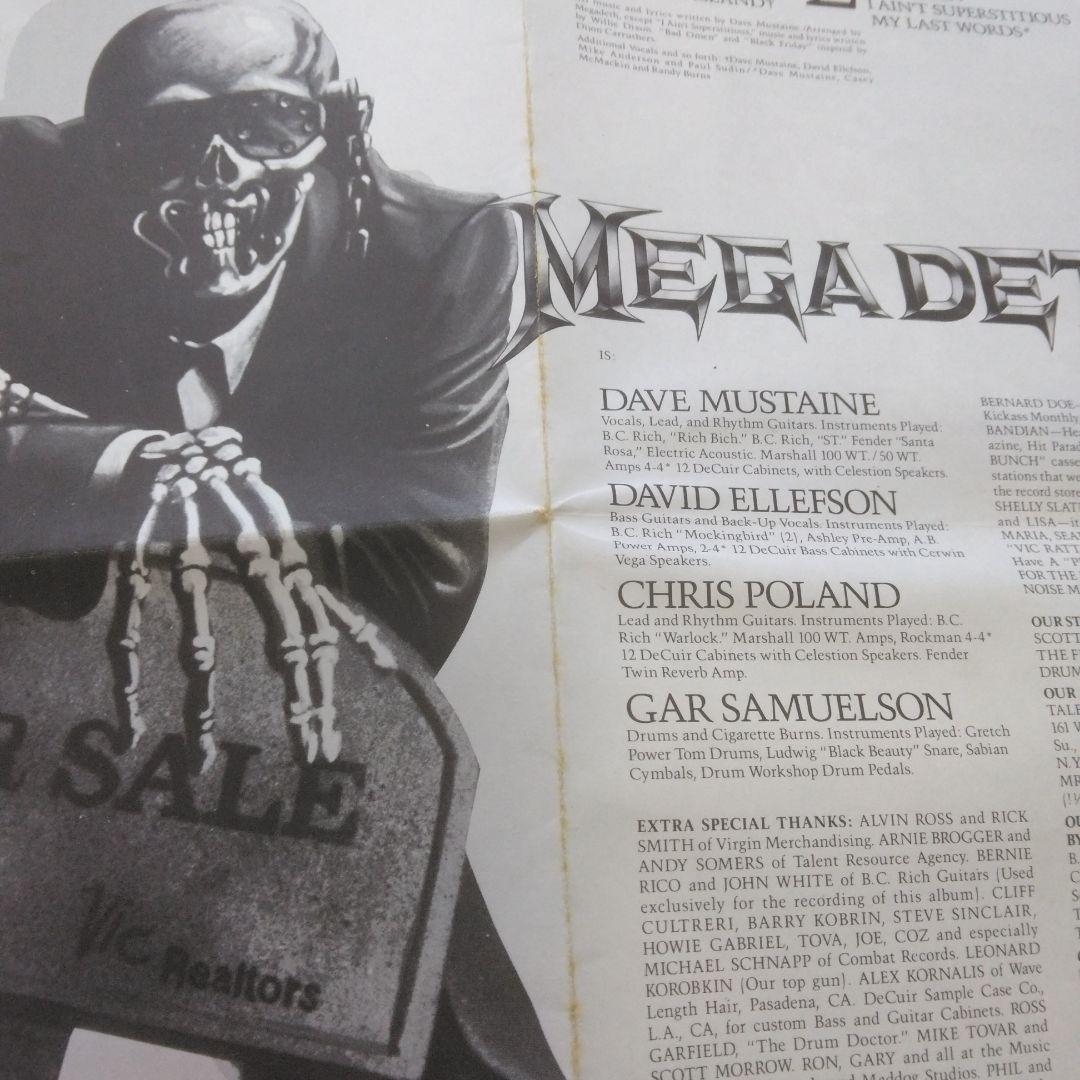 I AIN'T SUPERSTITIOUS
MY LAST WORDS*
music and lyrics written by Dave Mustaine/Arranged by
Megadeth, except "I Ain't Superstitious," music and lyrics written
by Willie Dixon. "Bad Omen" and "Black Friday" inspired by
Dijon Carruthers.
Additional Vocals and so forth: *Dave Mustaine, David Ellefson,
Mike Anderson and Paul Sudin/*Dave Mustaine, Casey
McMackin and Randy Burns
MEGADET
IS:
DAVE MUSTAINE
Vocals, Lead, and Rhythm Guitars. Instruments Played:
B.C. Rich, "Rich Bich." B.C. Rich, "ST." Fender "Santa
Rosa," Electric Acoustic. Marshall 100 WT./50 WT.
Amps 4-4* 12 DeCuir Cabinets, with Celestion Speakers.
DAVID ELLEFSON
Bass Guitars and Back-Up Vocals. Instruments Played:
B.C. Rich "Mockingbird" (2), Ashley Pre-Amp, A.B.
Power Amps, 2-4* 12 DeCuir Bass Cabinets with Cerwin
Vega Speakers.
CHRIS POLAND
Lead and Rhythm Guitars. Instruments Played: B.C.
Rich "Warlock." Marshall 100 WT. Amps, Rockman 4-4*
12 DeCuir Cabinets with Celestion Speakers. Fender
Twin Reverb Amp.
GAR SAMUELSON
Drums and Cigarette Burns. Instruments Played: Gretch
Power Tom Drums, Ludwig "Black Beauty" Snare, Sabian
Cymbals, Drum Workshop Drum Pedals.
EXTRA SPECIAL THANKS: ALVIN ROSS and RICK
SMITH of Virgin Merchandising. ARNIE BROGGER and
ANDY SOMERS of Talent Resource Agency. BERNIE
RICO and JOHN WHITE of B.C. Rich Guitars (Used
exclusively for the recording of this album). CLIFF
CULTRERI, BARRY KOBRIN, STEVE SINCLAIR,
HOWIE GABRIEL, TOVA, JOE, COZ and especially
MICHAEL SCHNAPP of Combat Records. LEONARD
KOROBKIN (Our top gun). ALEX KORNALIS of Wave
Length Hair, Pasadena, CA. DeCuir Sample Case Co.,
L.A., CA, for custom Bass and Guitar Cabinets. ROSS
GARFIELD, "The Drum Doctor." MIKE TOVAR and
SCOTT MORROW. RON, GARY and all at the Music
Maddog Studios. PHIL and
BERNARD DOE-
Kickass Monthly
BANDIAN—He
azine, Hit Para
BUNCH" casse
stations that we
the record store
SHELLY SLAT
and LISA—it
MARIA, SEA
"VIC RATT
Have A "P
FOR THE
NOISE M
OUR ST
SCOTT
THE F
DRUM
OUR
TALE
161 W
Su.,
N.Y
MR
R SALE
Vic Realtors